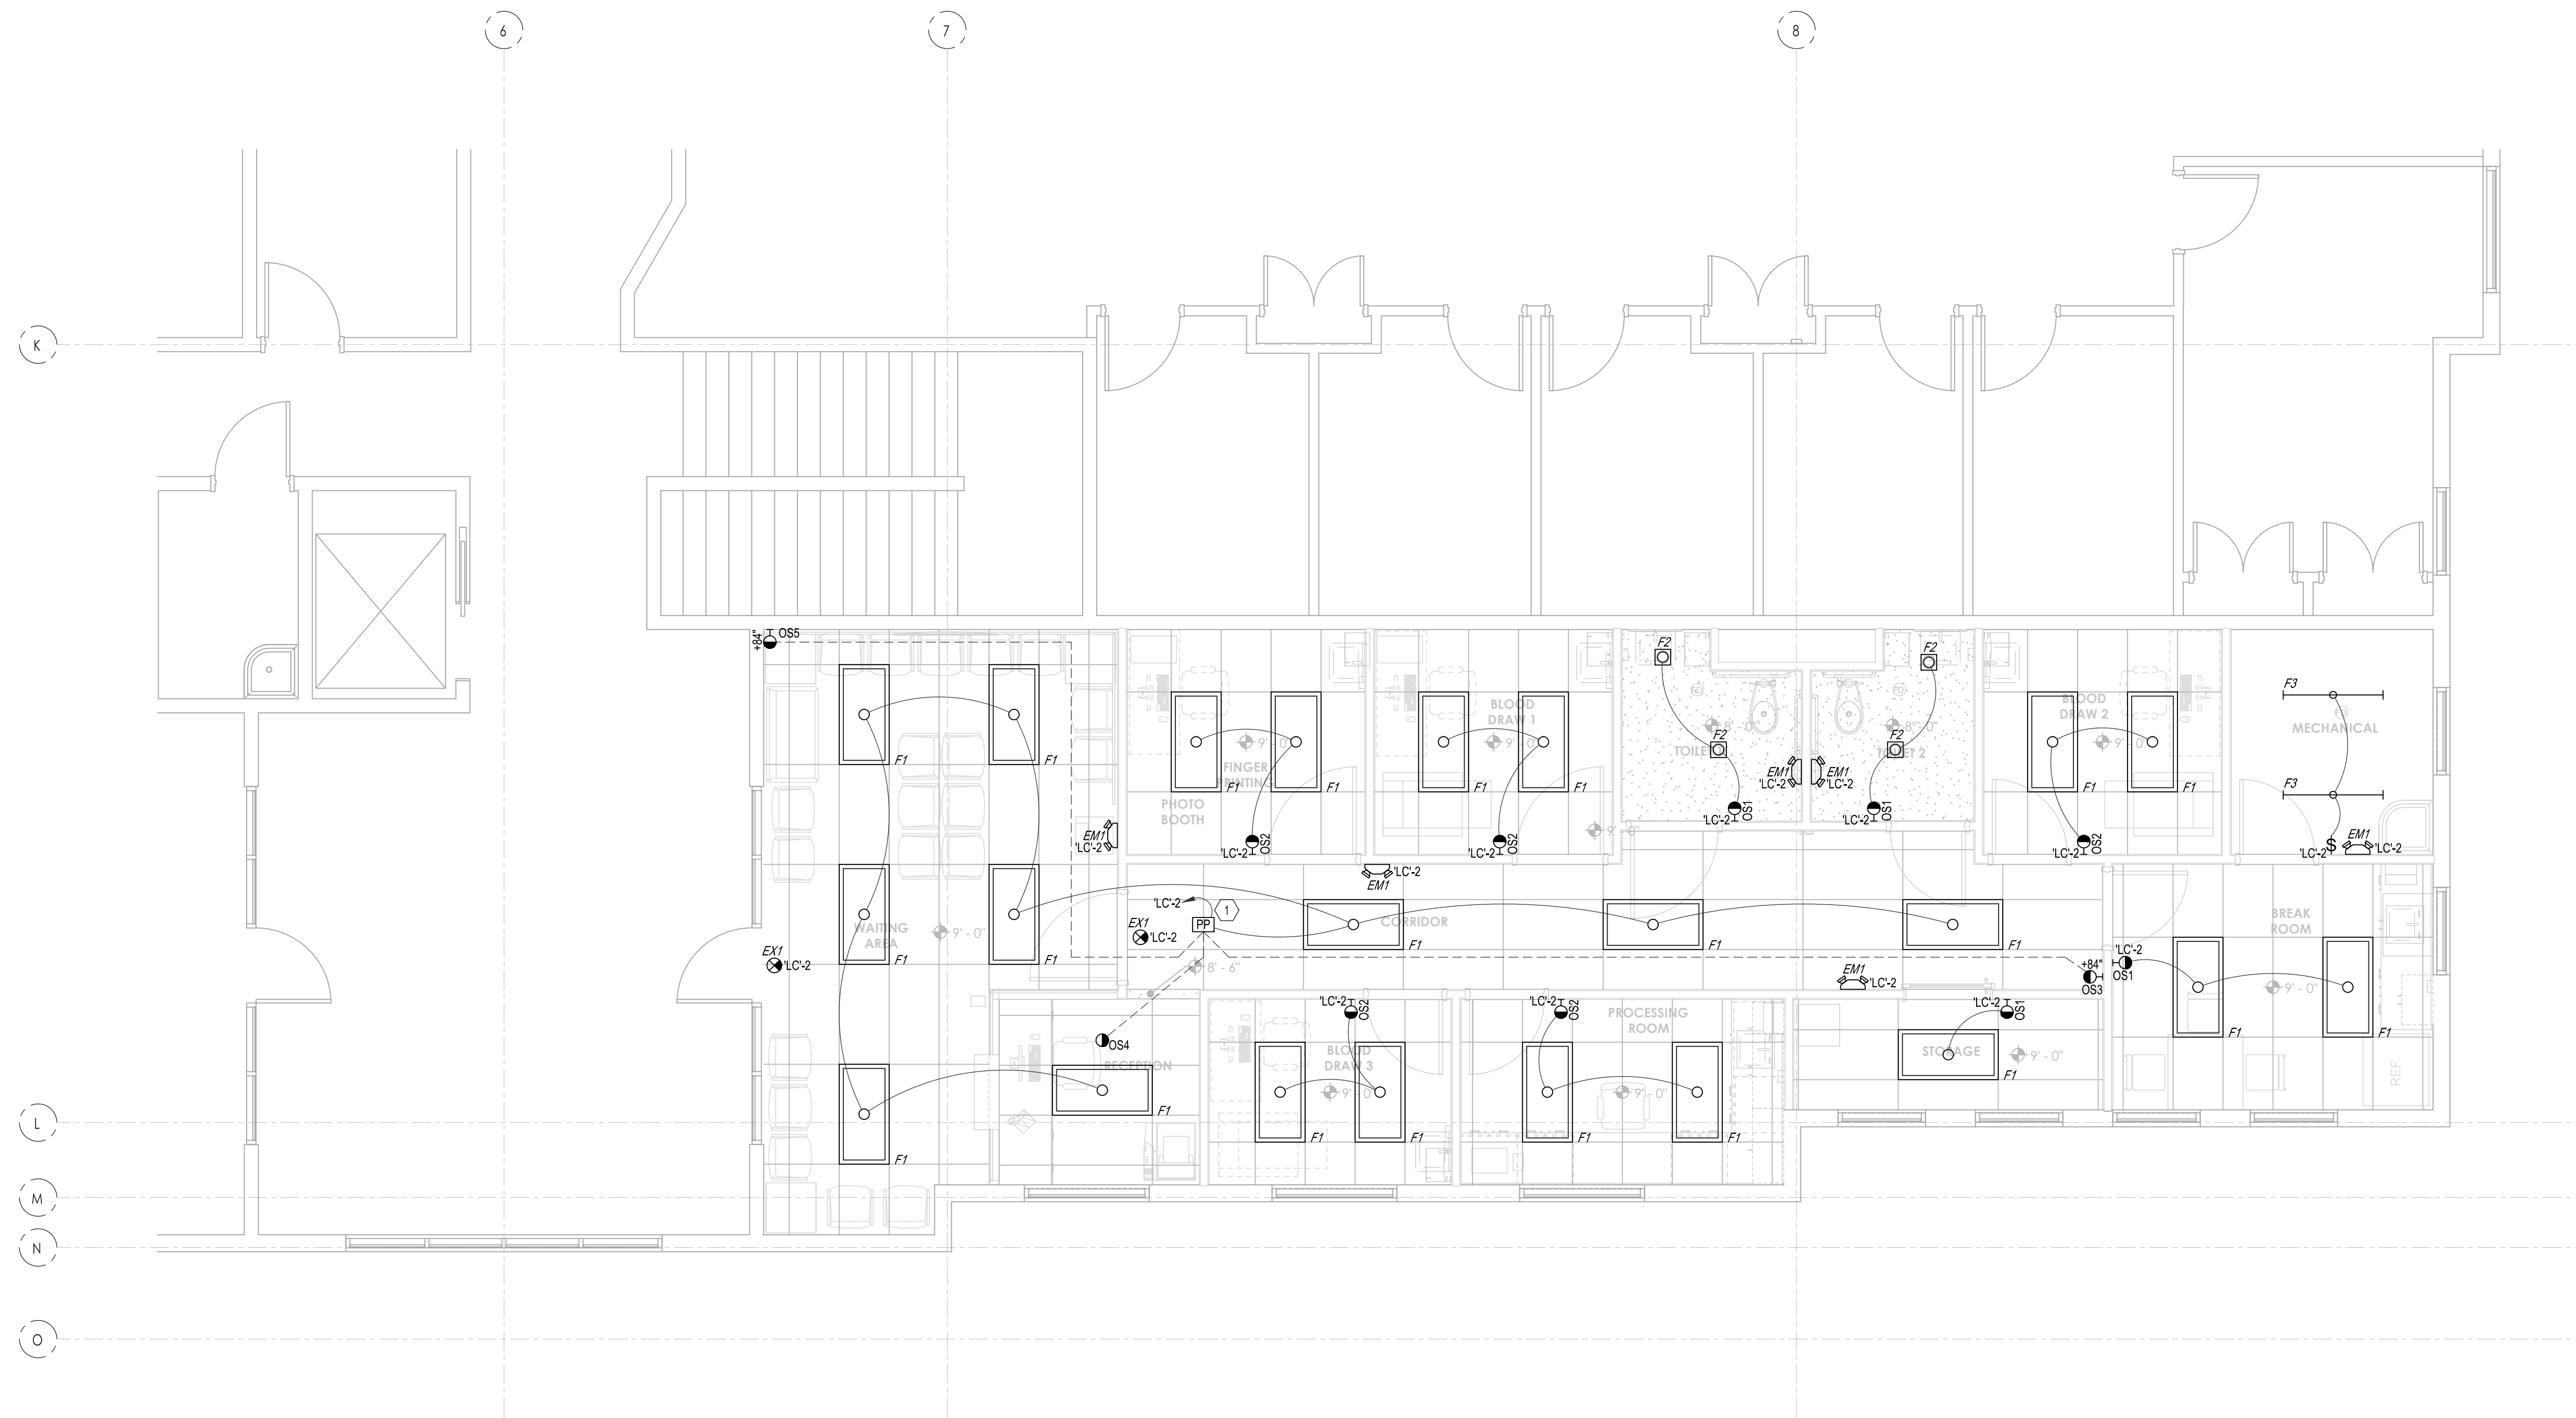 6
7
8
K
+84"
OS5
F2
F2
F3
BLOOD
DRAW 1
BLOOD
DRAW 2
MECHANICAL
9' - 0"
9' - 0"
8' - 0"
8' - 0"
9' - 0"
F2
F2
TOILET
TOILET 2
F1
F1
FINGER
PRINTING
EM1
'LC'-2
EM1
'LC'-2
F1
F1
F1
F1
F1
F1
F3
PHOTO
BOOTH
OS1
'LC'-2
OS1
'LC'-2
EM1
'LC'-2
'LC'-2
OS2
'LC'-2
OS2
9' - 0"
'LC'-2
OS2
'LC'-2
$
EM1
'LC'-2
'LC'-2
EM1
'LC'-2
1
PP
EX1
'LC'-2
CORRIDOR
F1
F1
F1
BREAK
ROOM
WAITING
AREA
9' - 0"
EX1
'LC'-2
F1
F1
8' - 6"
EM1
'LC'-2
+84"
OS3
'LC'-2
OS1
9' - 0"
F1
F1
'LC'-2
OS2
'LC'-2
OS2
PROCESSING
ROOM
'LC'-2
OS1
OS4
RECEPTION
BLOOD
DRAW 3
STORAGE
9' - 0"
F1
REF.
9' - 0"
9' - 0"
F1
F1
F1
F1
F1
F1
L
M
N
O